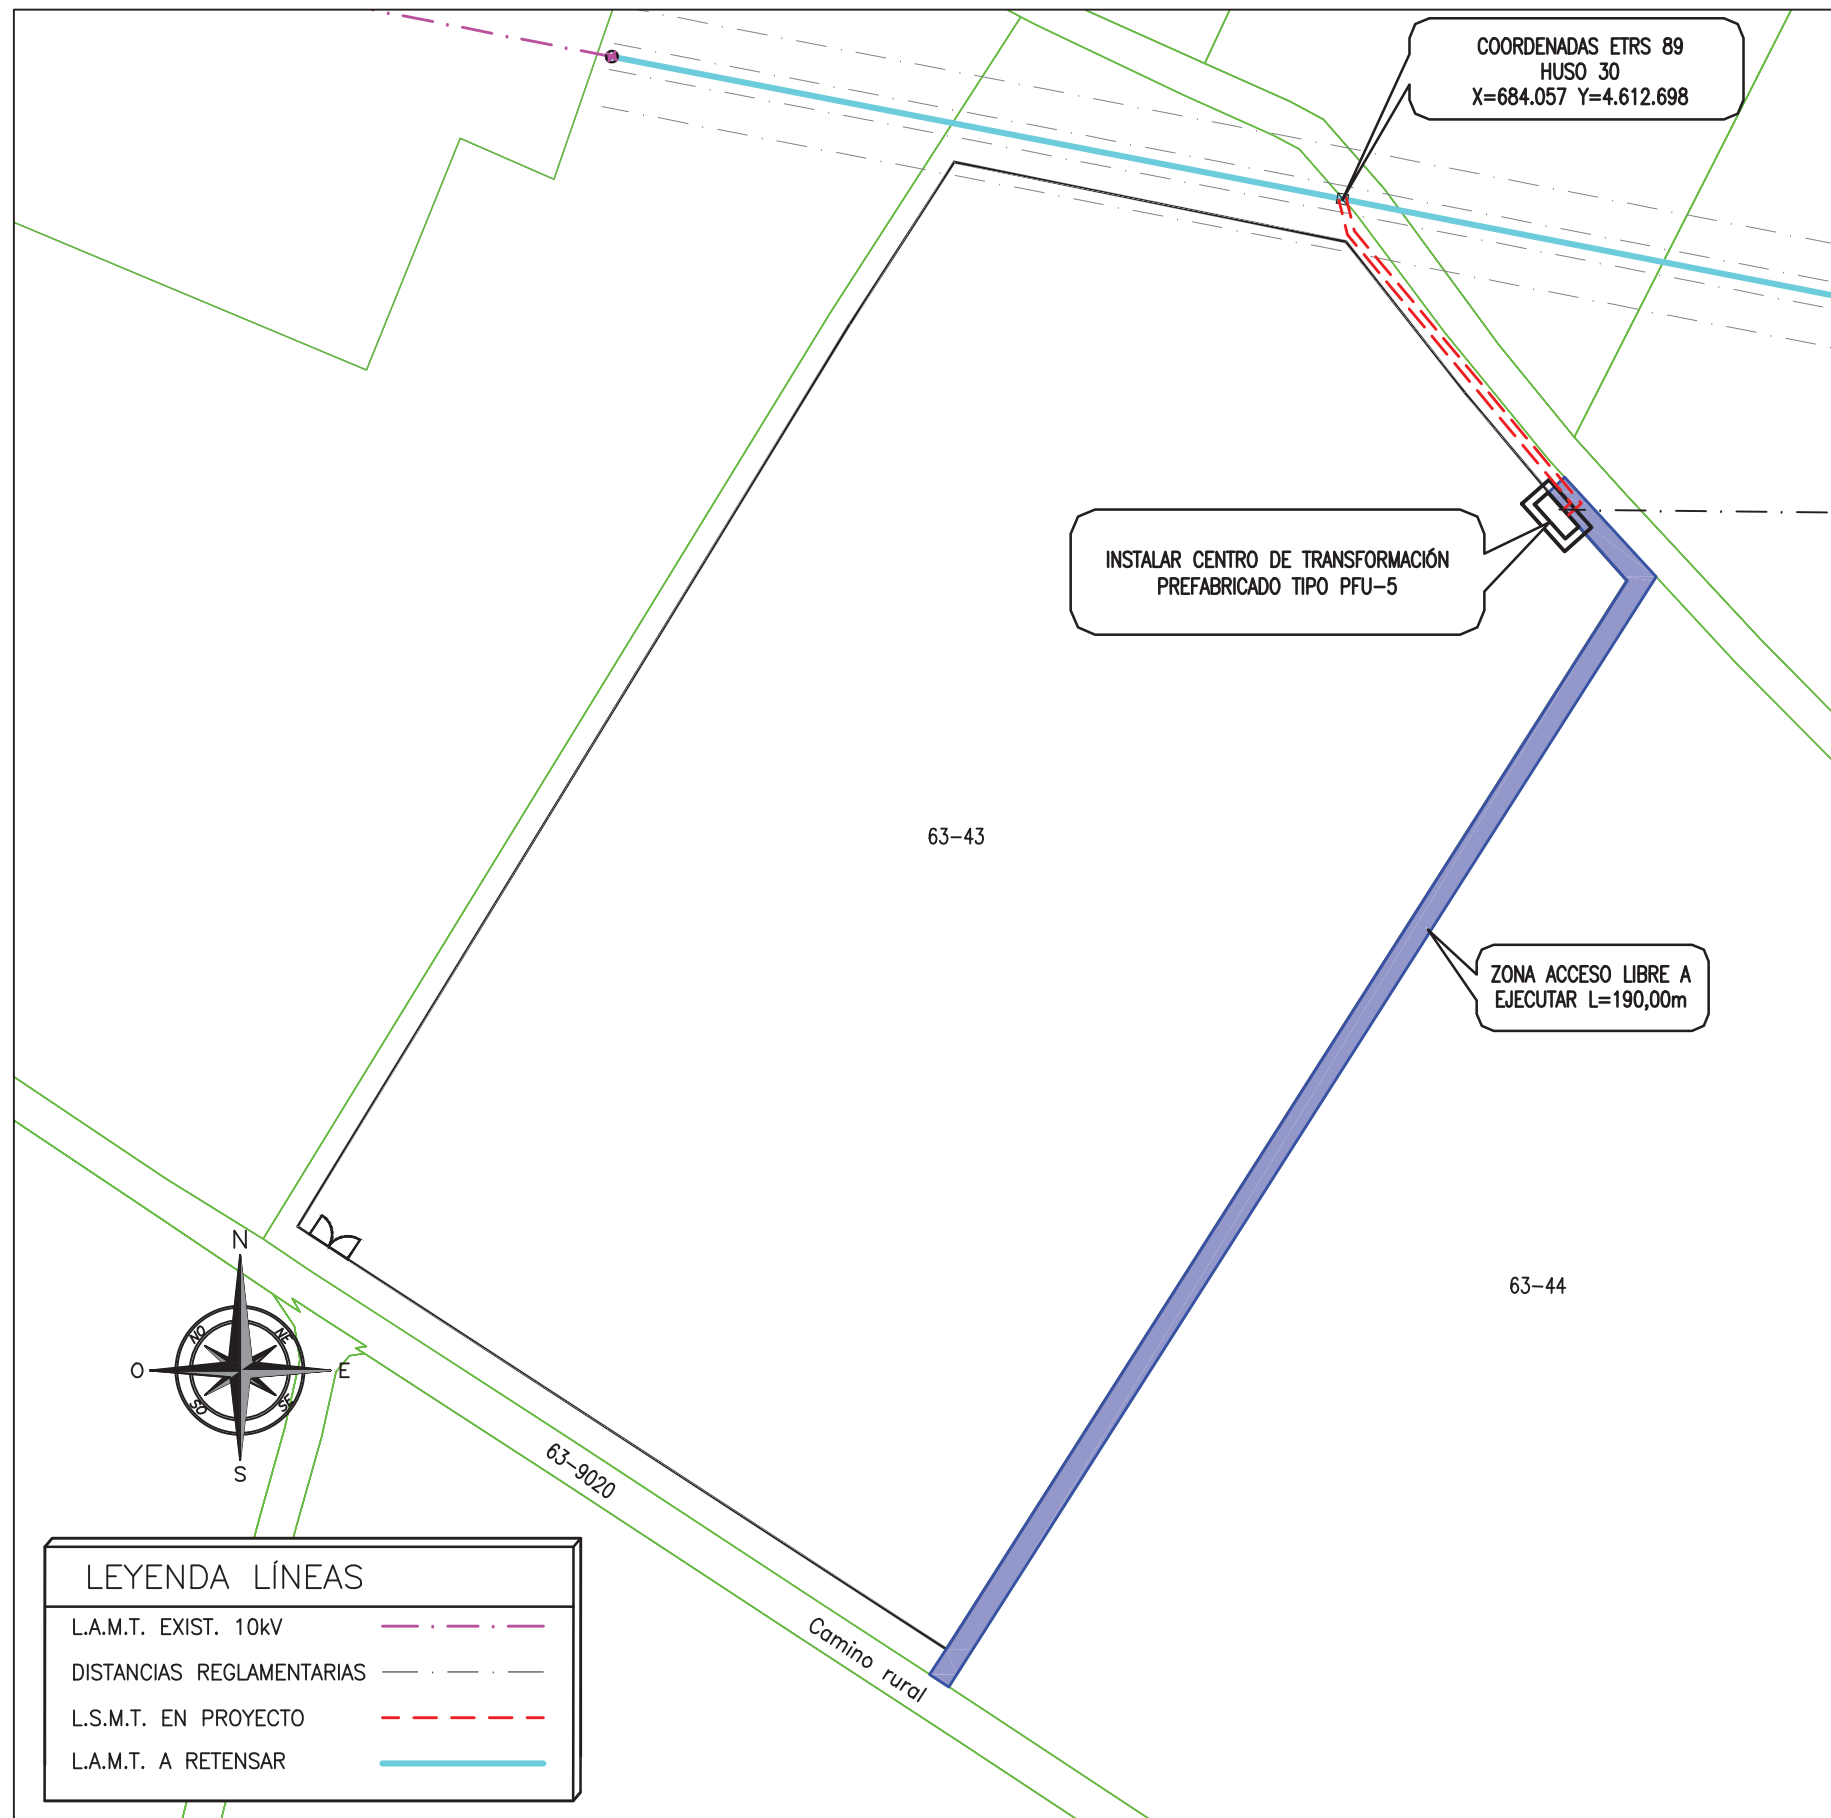 COORDENADAS ETRS 89
HUSO 30
X=684.057 Y=4.612.698
INSTALAR CENTRO DE TRANSFORMACIÓN
PREFABRICADO TIPO PFU-5
63-43
ZONA ACCESO LIBRE A
EJECUTAR L=190,00m
63-44
N
NO
NE
O
E
SO
SE
S
63-9020
Camino rural
LEYENDA LÍNEAS
L.A.M.T. EXIST. 10kV
DISTANCIAS REGLAMENTARIAS
L.S.M.T. EN PROYECTO
L.A.M.T. A RETENSAR